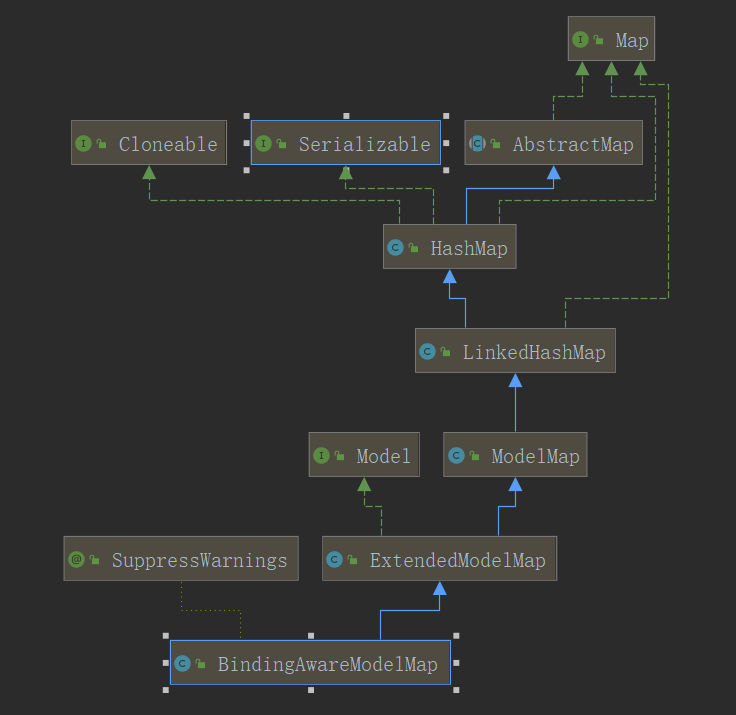 Map
Cloneable
Serializable
AbstractMap
HashMap
LinkedHashMap
Model
ModelMap
SuppressWarnings
ExtendedModelMap
BindingAwareModelMap